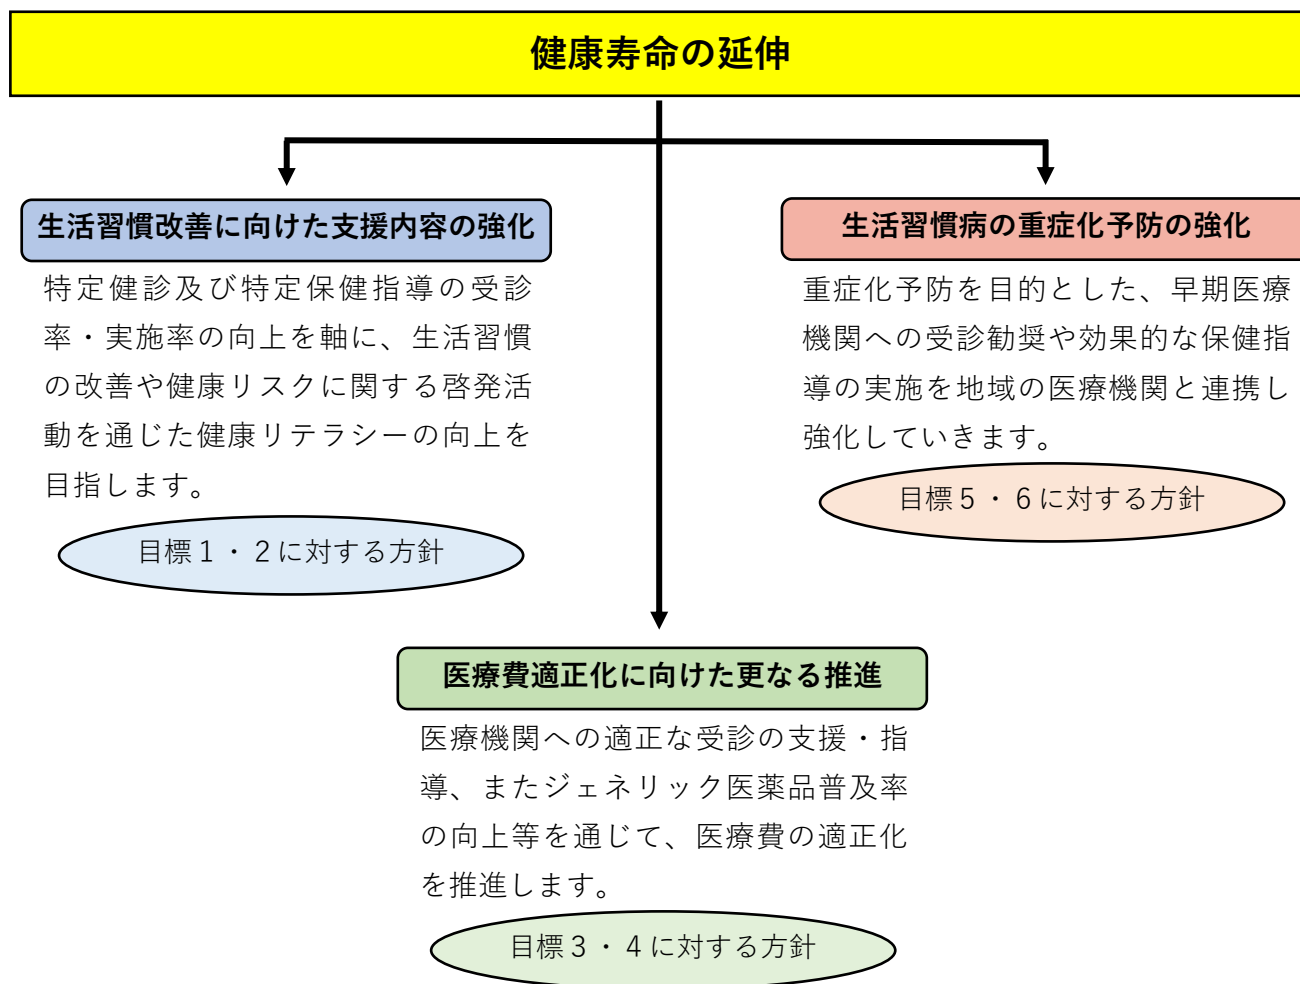 健康寿命の延伸
生活習慣改善に向けた支援内容の強化
特定健診及び特定保健指導の受診
率・実施率の向上を軸に、生活習慣
の改善や健康リスクに関する啓発活
動を通じた健康リテラシーの向上を
目指します。
目標１・２に対する方針
生活習慣病の重症化予防の強化
重症化予防を目的とした、早期医療
機関への受診勧奨や効果的な保健指
導の実施を地域の医療機関と連携し
強化していきます。
目標５・６に対する方針
医療費適正化に向けた更なる推進
医療機関への適正な受診の支援・指
導、またジェネリック医薬品普及率
の向上等を通じて、医療費の適正化
を推進します。
目標３・４に対する方針